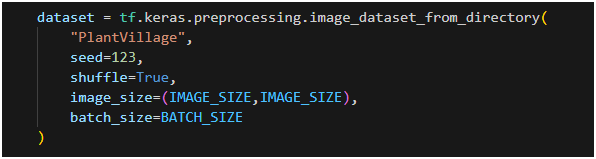 dataset = tf.keras.preprocessing.image_dataset_from_directory(
    "PlantVillage",
    seed=123,
    shuffle=True,
    image_size=(IMAGE_SIZE,IMAGE_SIZE),
    batch_size=BATCH_SIZE
)